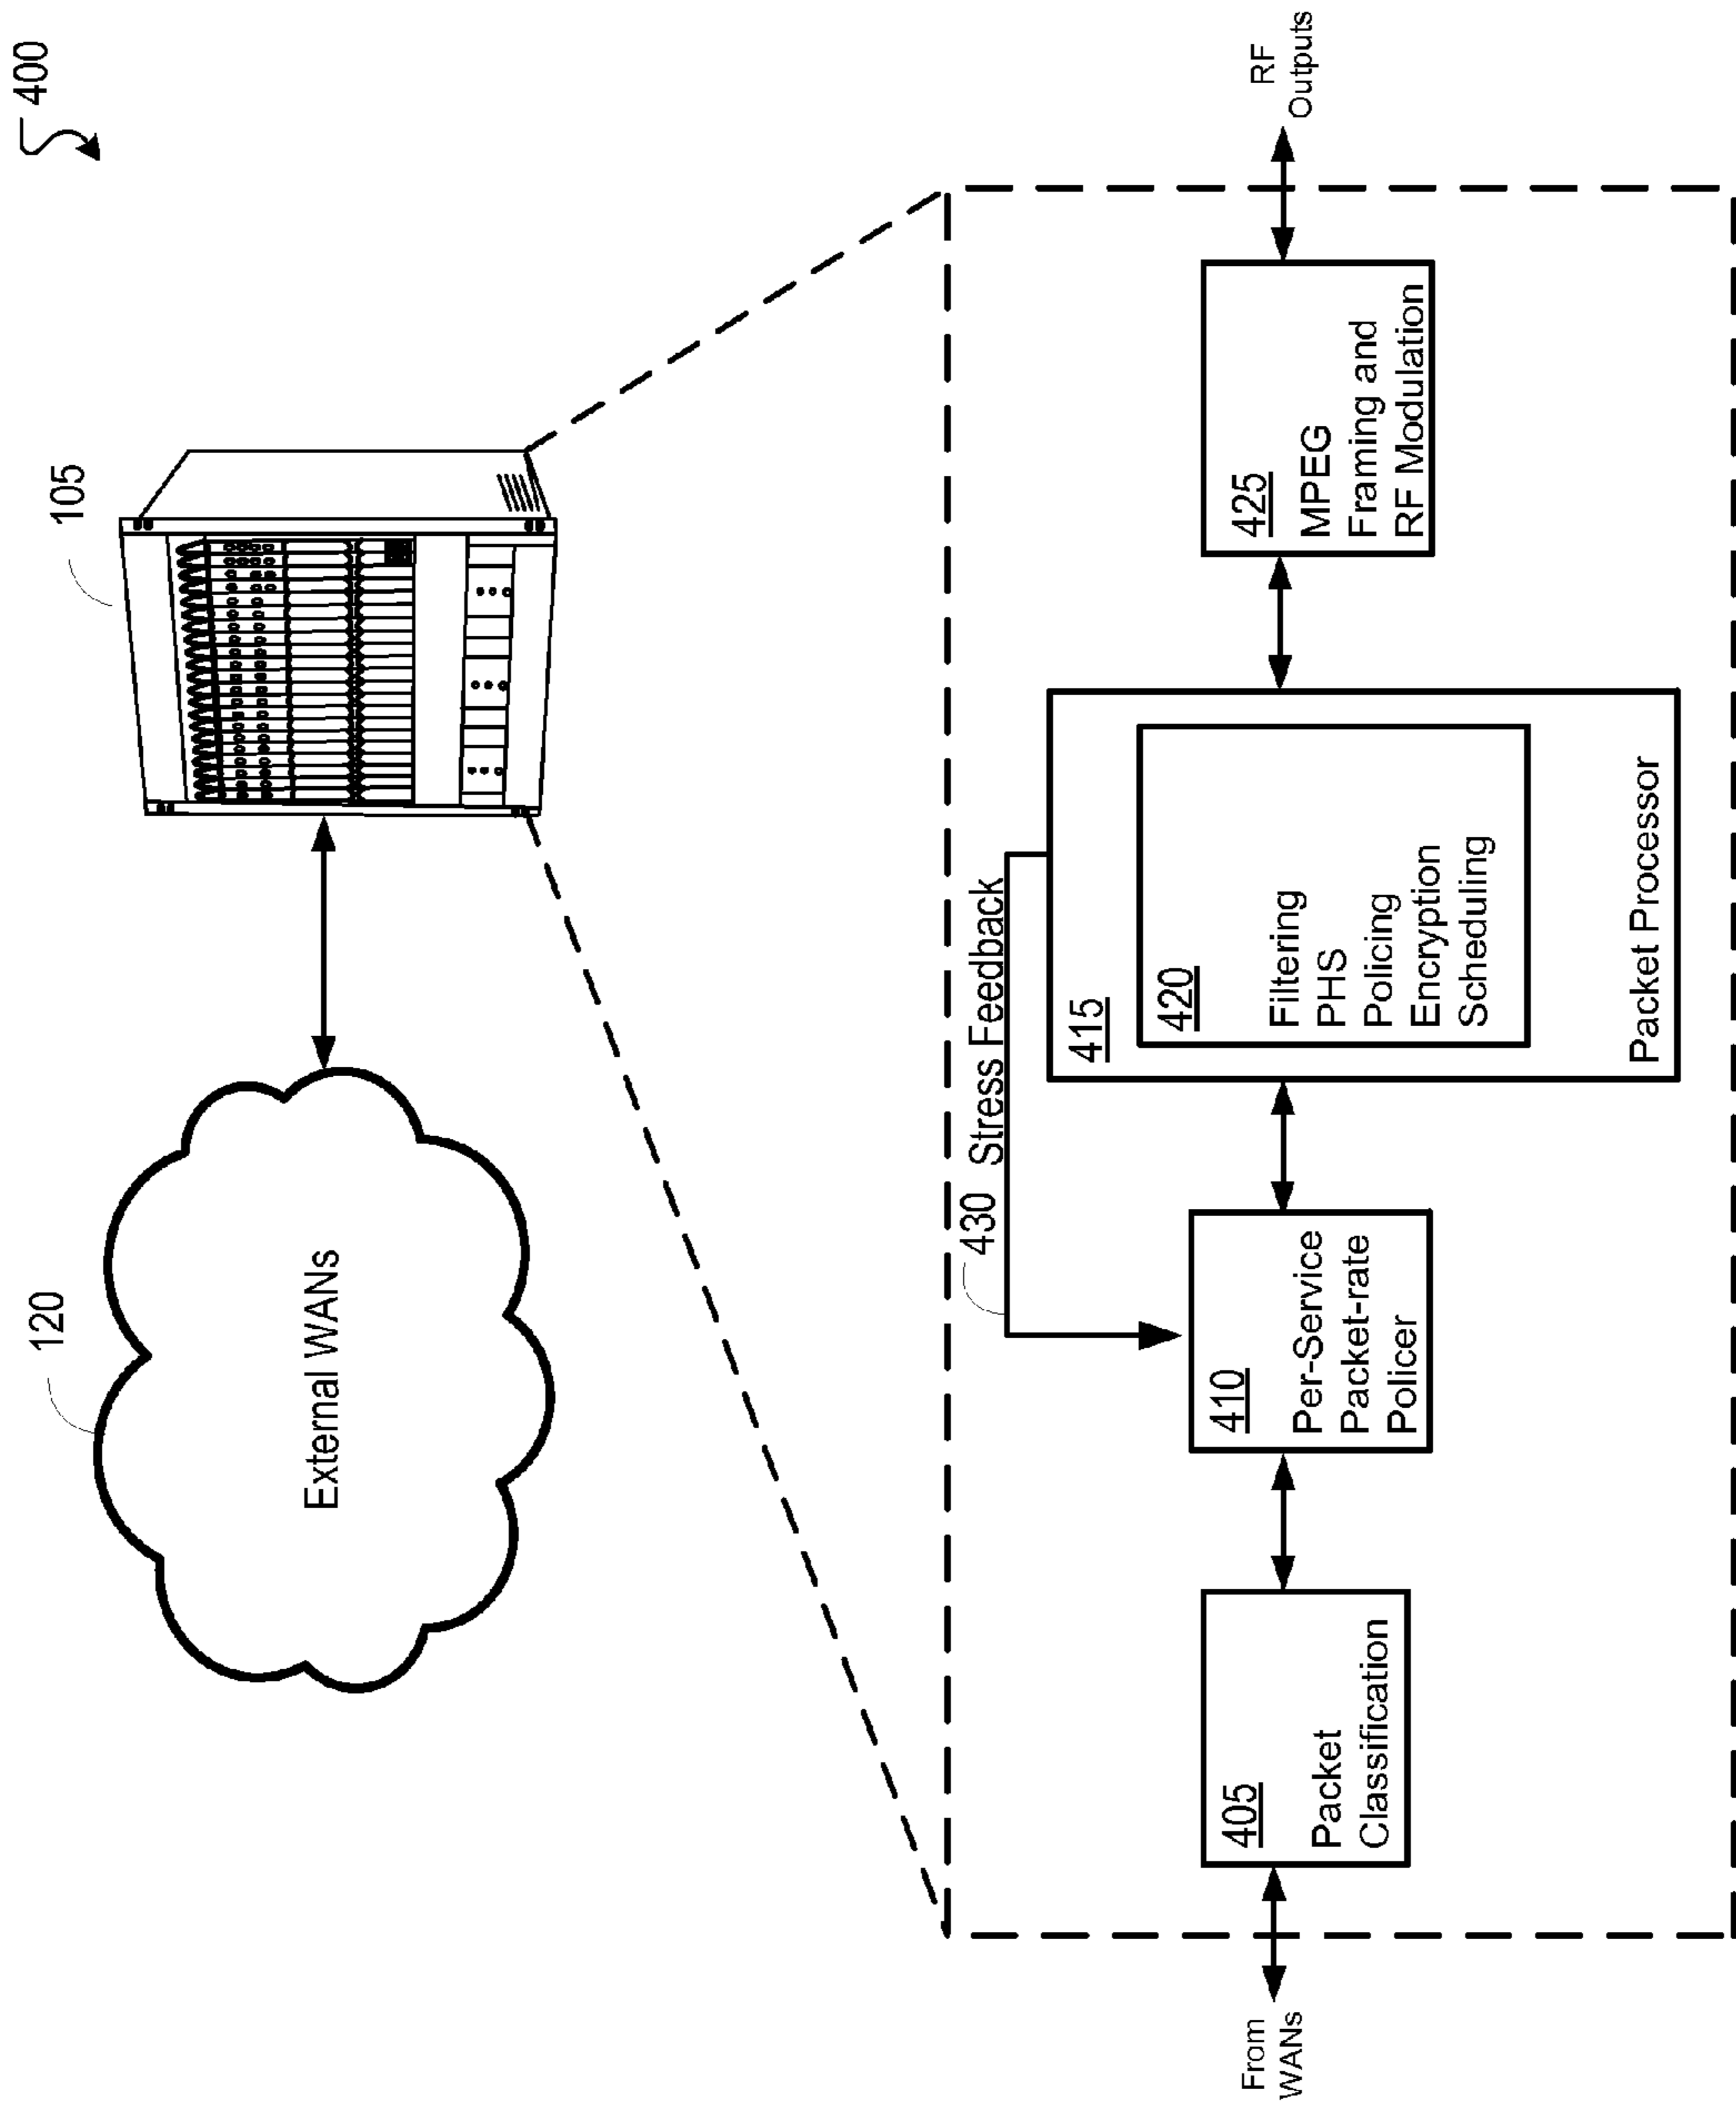 400
105
120
External WANs
430
Stress Feedback
From
WANs
405
Packet
Classification
410
Per-Service
Packet-rate
Policer
415
420
Filtering
PHS
Policing
Encryption
Scheduling
Packet Processor
425
MPEG
Framing and
RF Modulation
RF
Outputs